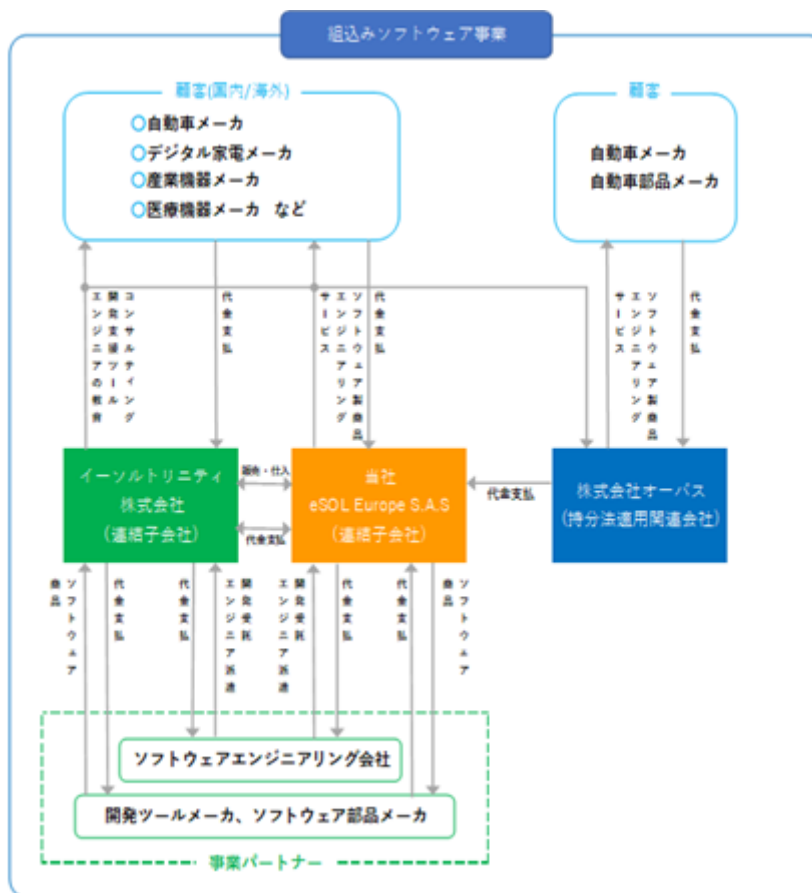 組込みソフトウェア事業
顧客(国内/海外)
○自動車メーカ
○デジタル家電メーカ
○産業機器メーカ
○医療機器メーカ など
顧客
自動車メーカ
自動車部品メーカ
コンサルティング
開発支援ツール
エンジニアの教育
代金支払
ソフトウェア製商品
エンジニアリング
サービス
代金支払
ソフトウェア製商品
エンジニアリング
サービス
代金支払
イーソルトリニティ
株式会社
(連結子会社)
販売・仕入
代金支払
当社
eSOL Europe S.A.S
(連結子会社)
代金支払
株式会社オーバス
(持分法適用関連会社)
ソフトウェア
商品
代金支払
代金支払
開発受託
エンジニア派遣
開発受託
エンジニア派遣
代金支払
代金支払
ソフトウェア
商品
ソフトウェアエンジニアリング会社
開発ツールメーカ、ソフトウェア部品メーカ
事業パートナー